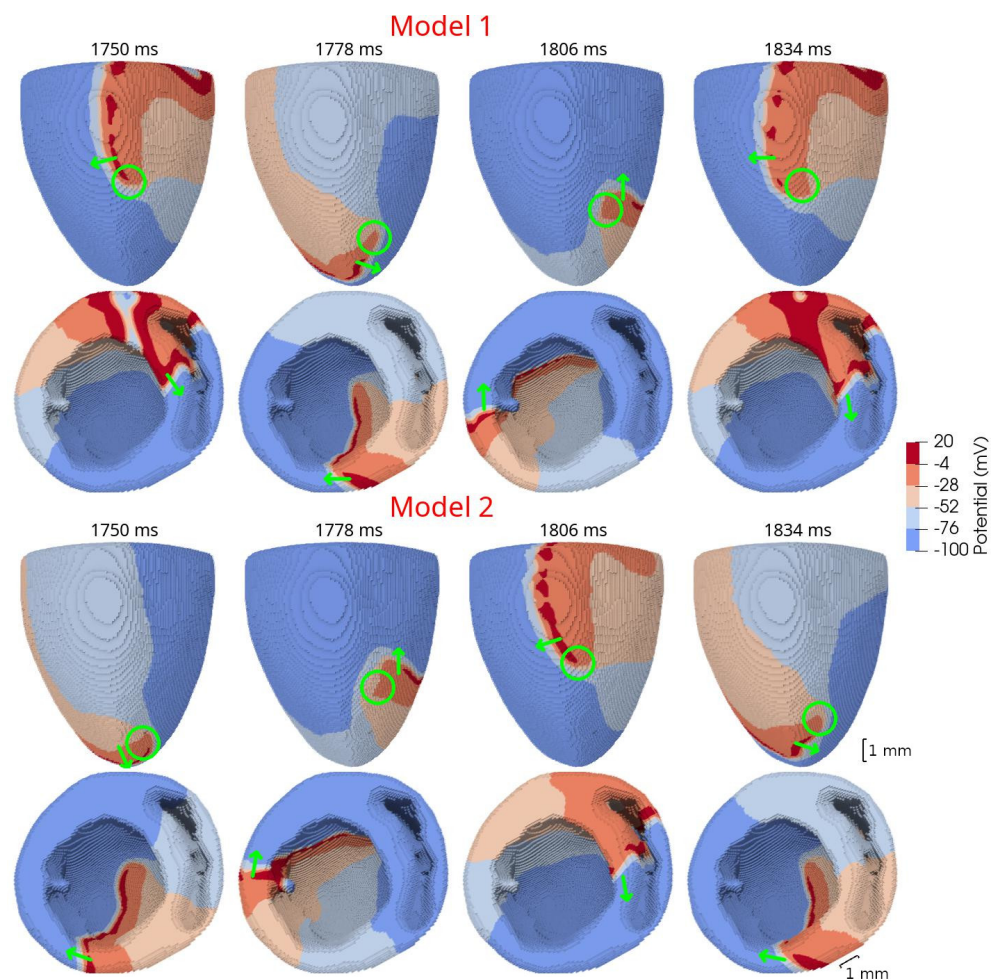 Model 1
1750 ms
1778 ms
1806 ms
1834 ms
20
-4
-28
-52
-76
-100
Potential (mV)
Model 2
1750 ms
1778 ms
1806 ms
1834 ms
1 mm
1 mm